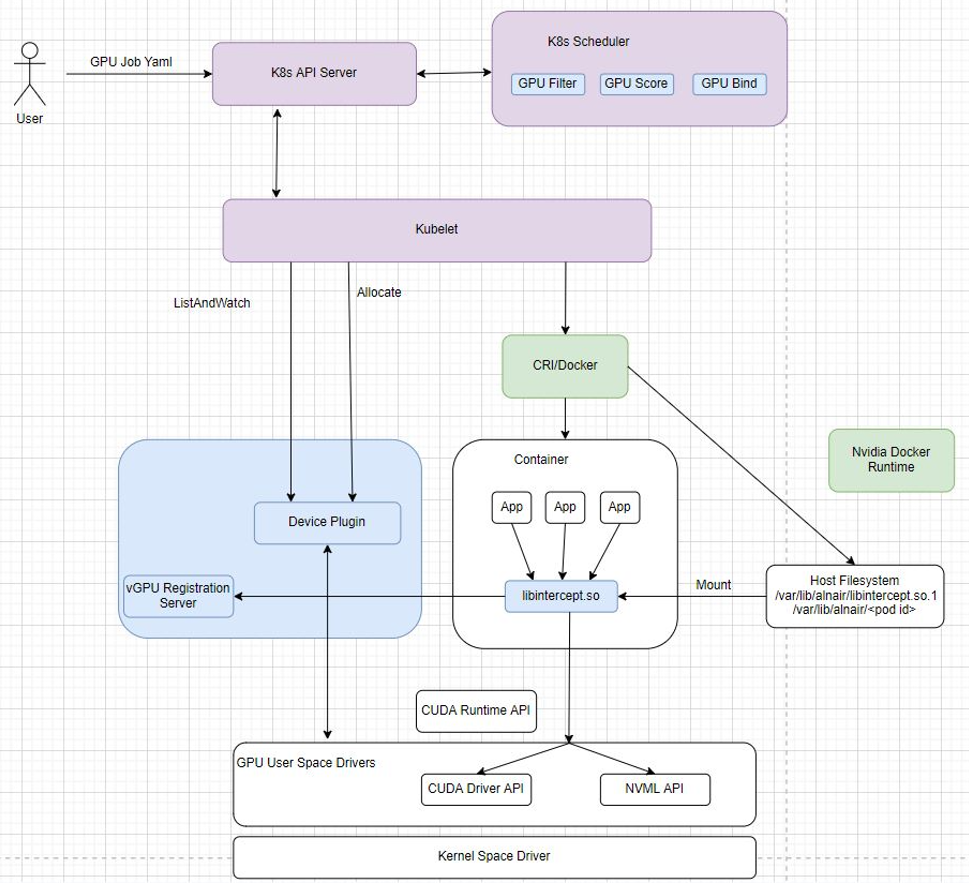 GPU Job Yaml
User
K8s API Server
K8s Scheduler
GPU Filter
GPU Score
GPU Bind
Kubelet
ListAndWatch
Allocate
CRI/Docker
Nvidia Docker
Runtime
Container
App
App
App
libintercept.so
Device Plugin
vGPU Registration
Server
Mount
Host Filesystem
/var/lib/alnair/libintercept.so.1
/var/lib/alnair/<pod id>
CUDA Runtime API
GPU User Space Drivers
CUDA Driver API
NVML API
Kernel Space Driver